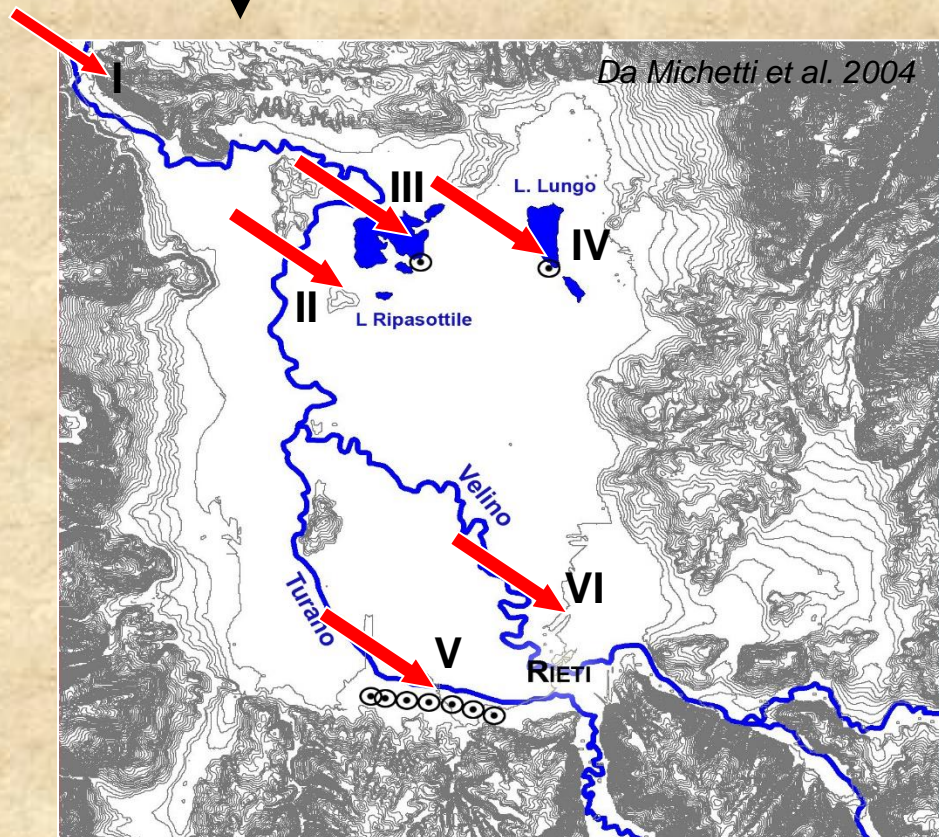 Da Michetti et al. 2004
I
III
L. Lungo
IV
II
L Ripasottile
Velino
VI
Turano
V
RIETI